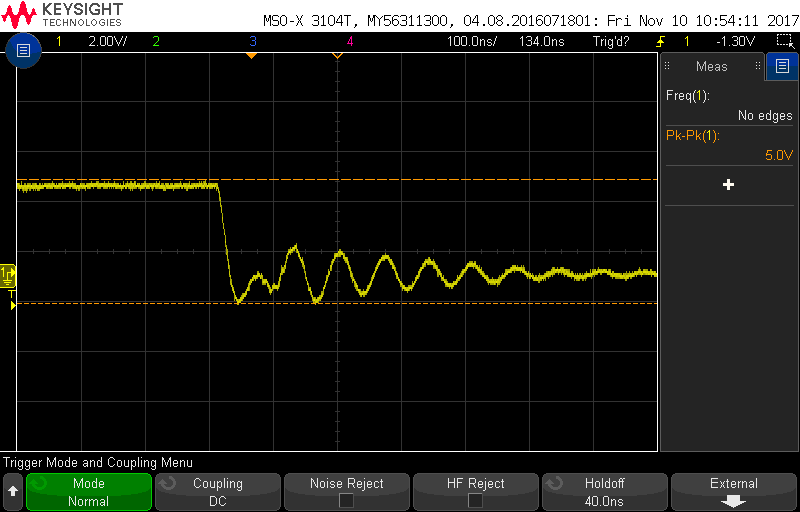 KEYSIGHT
TECHNOLOGIES
MSO-X 3104T, MY56311300, 04.08.2016071801: Fri Nov 10 10:54:11 2017
1 2.00V/ 2 3 4 100.0ns/ 134.0ns Trig'd? 1 -1.30V
Meas
Freq(1):
No edges
Pk-Pk(1):
5.0V
1
T
Trigger Mode and Coupling Menu
Mode
Normal
Coupling
DC
Noise Reject
HF Reject
Holdoff
40.0ns
External